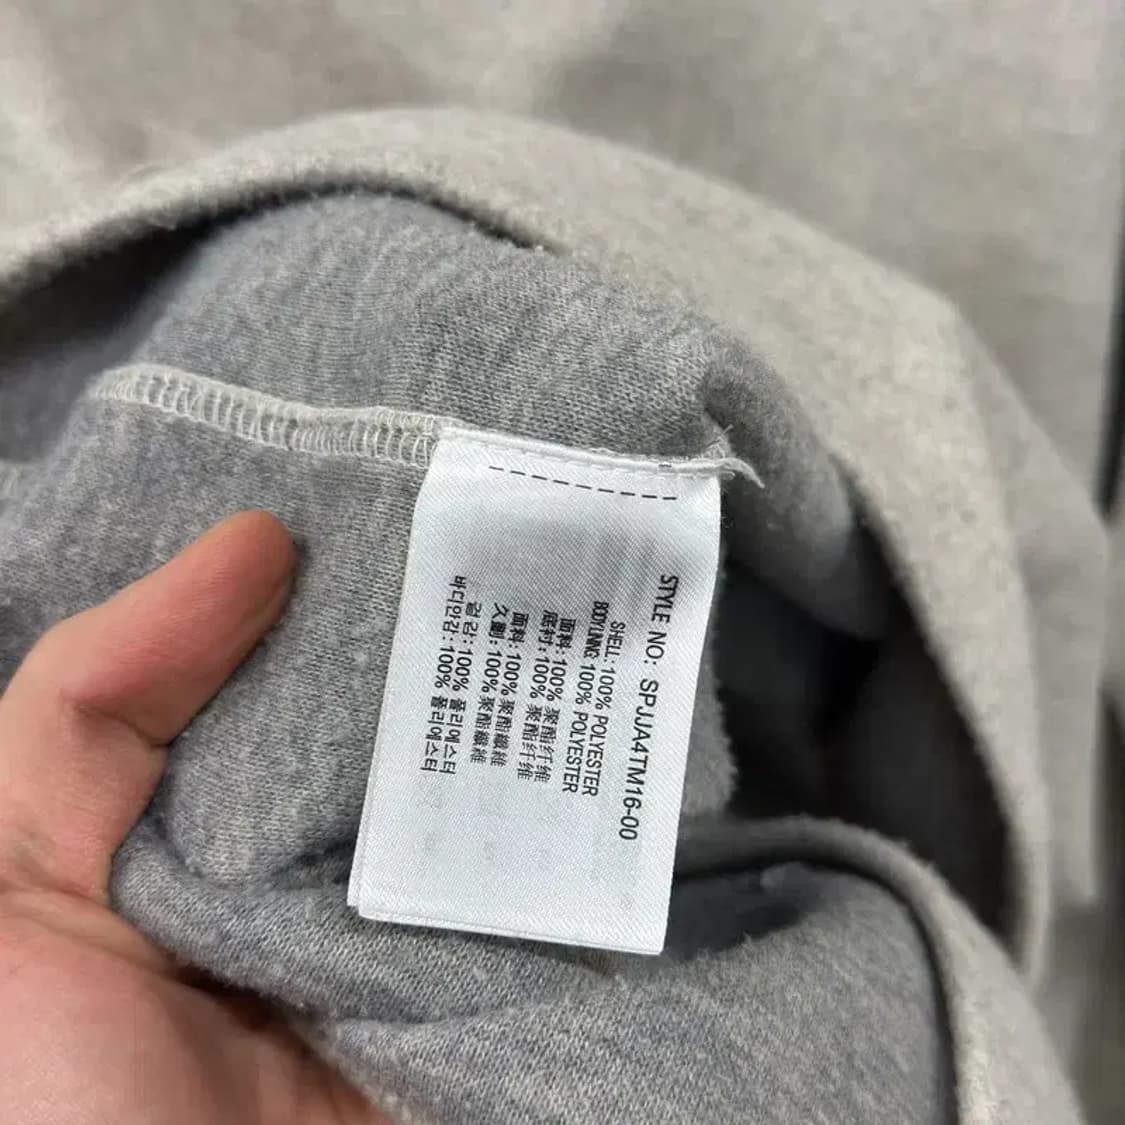 STYLE NO: SPJJA4TM16-00
SHELL: 100% POLYESTER
BODYLINING: 100% POLYESTER
面料: 100% 聚酯纤维
底衬: 100% 聚酯纤维
面料: 100% 聚酯纖維
100% 聚酯纖維
겉감: 100% 폴리에스터
바디안감: 100% 폴리에스터